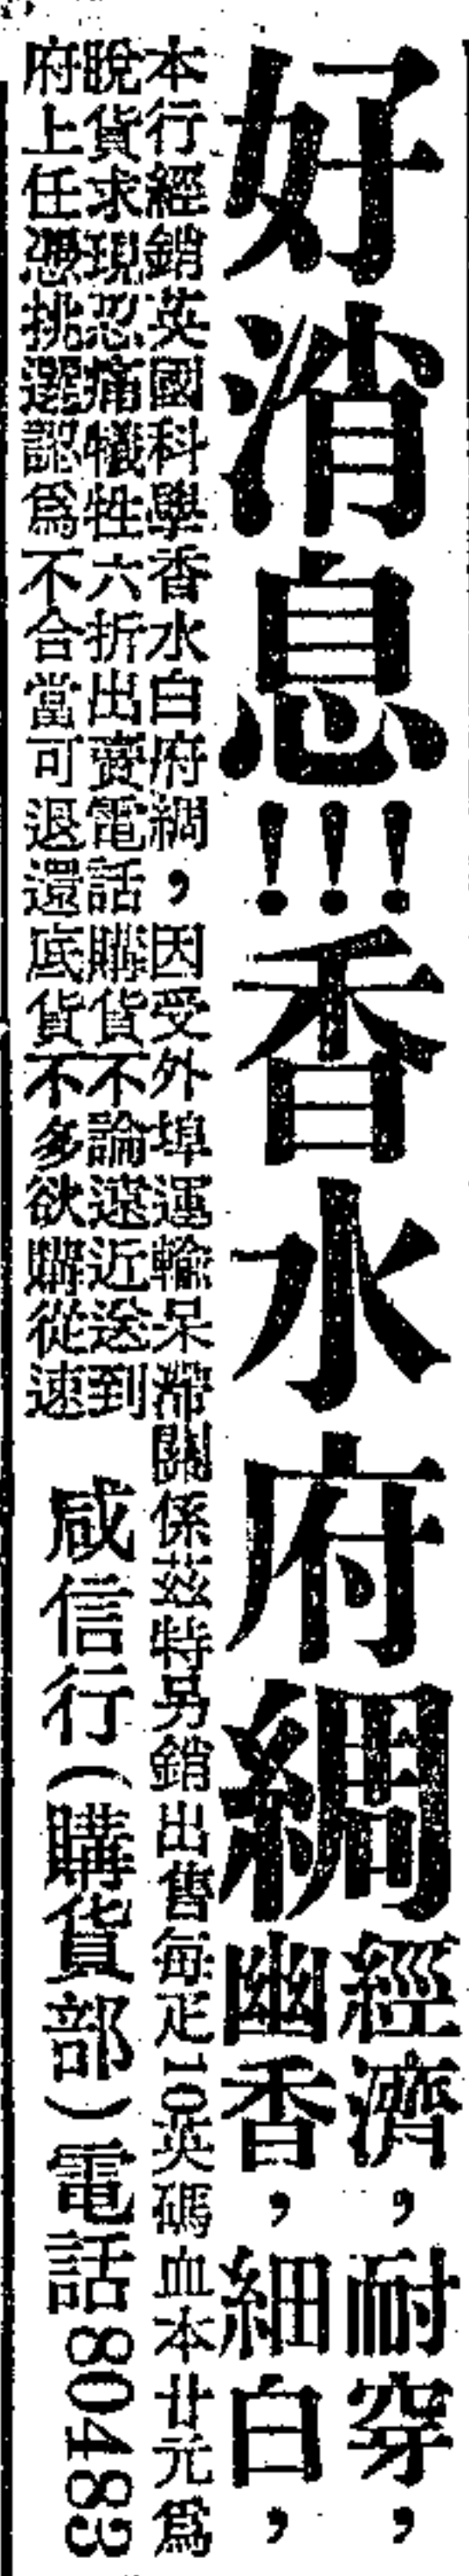 好消息!!!香水府綢
經濟，耐穿，
幽香，細白，
本行經銷英國科學香水白府綢，因受外埠運輸呆滯關係茲特另銷出售每疋10英碼血本廿元爲
脫貨求現忍痛犧牲六折出賣電話購貨不論遠近送到
府上任憑挑選認爲不合當可退還底貨不多欲購從速
咸信行(購貨部)電話80483